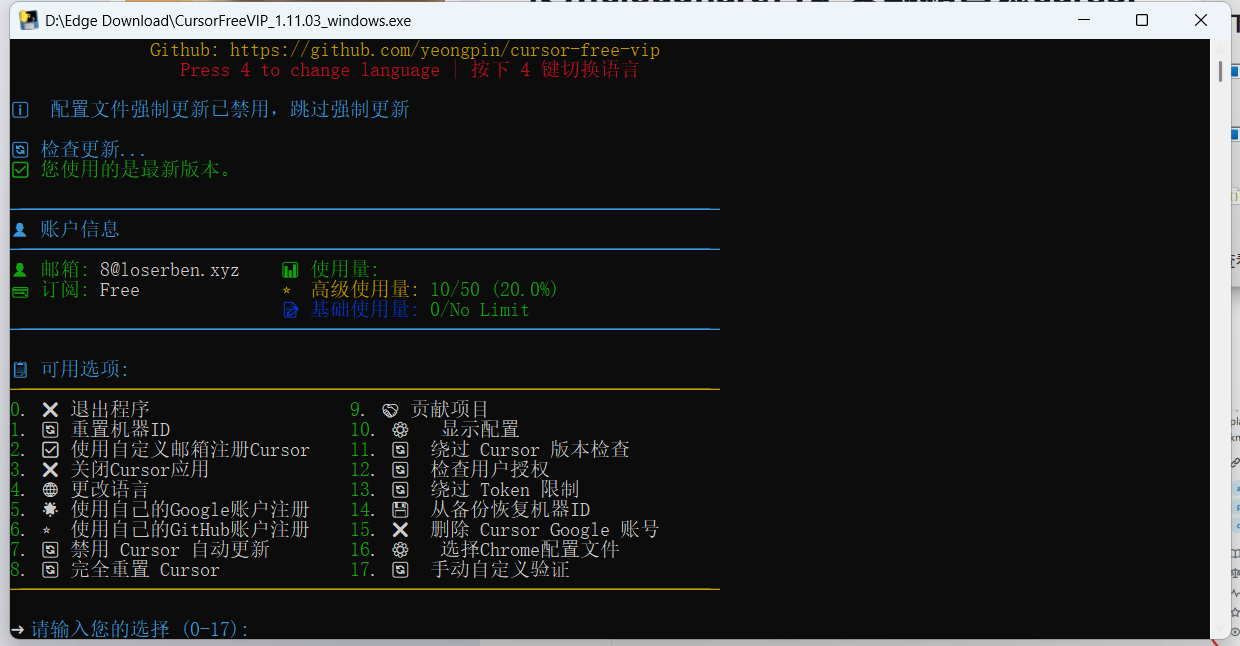 D:\Edge Download\CursorFreeVIP_1.11.03_windows.exe
Github: https://github.com/yeongpin/cursor-free-vip
Press 4 to change language | 按下 4 键切换语言
配置文件强制更新已禁用，跳过强制更新
检查更新...
您使用的是最新版本。
账户信息
邮箱: 8@loserben.xyz 使用量:
订阅: Free 高级使用量: 10/50 (20.0%)
基础使用量: 0/No Limit
可用选项:
0. 退出程序 9. 贡献项目
1. 重置机器ID 10. 显示配置
2. 使用自定义邮箱注册Cursor 11. 绕过 Cursor 版本检查
3. 关闭Cursor应用 12. 检查用户授权
4. 更改语言 13. 绕过 Token 限制
5. 使用自己的Google账户注册 14. 从备份恢复机器ID
6. 使用自己的GitHub账户注册 15. 删除 Cursor Google 账号
7. 禁用 Cursor 自动更新 16. 选择Chrome配置文件
8. 完全重置 Cursor 17. 手动自定义验证
→ 请输入您的选择 (0-17):